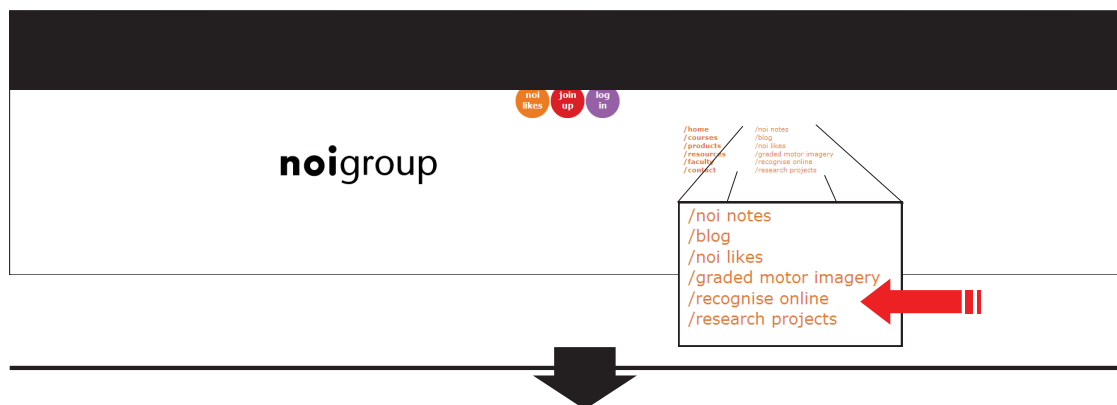 noi
likes
join
up
log
in
noigroup
/home
/courses
/products
/resources
/faculty
/contact
/noi notes
/blog
/noi likes
/graded motor imagery
/recognise online
/research projects
/noi notes
/blog
/noi likes
/graded motor imagery
/recognise online
/research projects